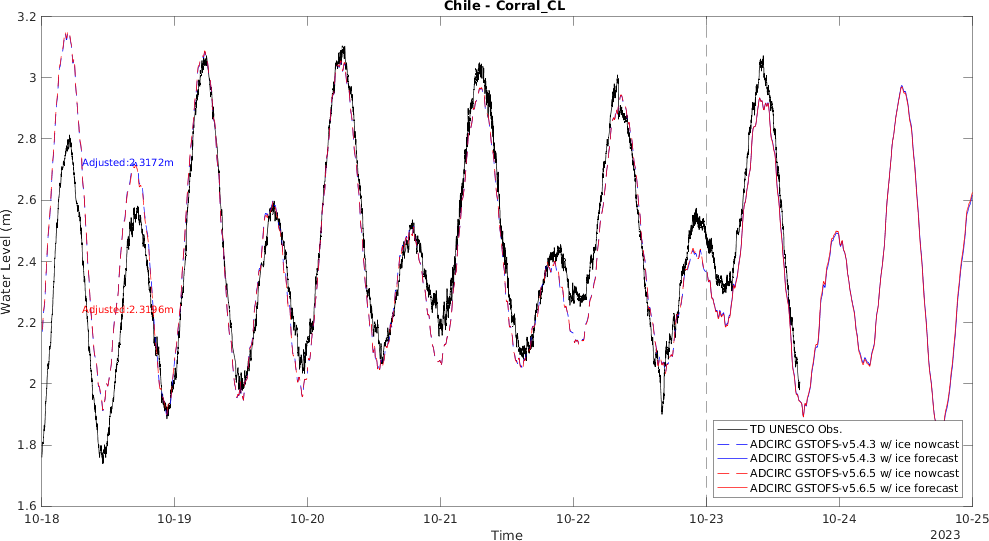 Chile - Corral_CL
3.2
3
2.8
2.6
2.4
2.2
2
1.8
1.6
Water Level (m)
Adjusted:2.3172m
Adjusted:2.3196m
TD UNESCO Obs.
ADCIRC GSTOFS-v5.4.3 w/ ice nowcast
ADCIRC GSTOFS-v5.4.3 w/ ice forecast
ADCIRC GSTOFS-v5.6.5 w/ ice nowcast
ADCIRC GSTOFS-v5.6.5 w/ ice forecast
10-18 10-19 10-20 10-21 10-22 10-23 10-24 10-25
Time
2023